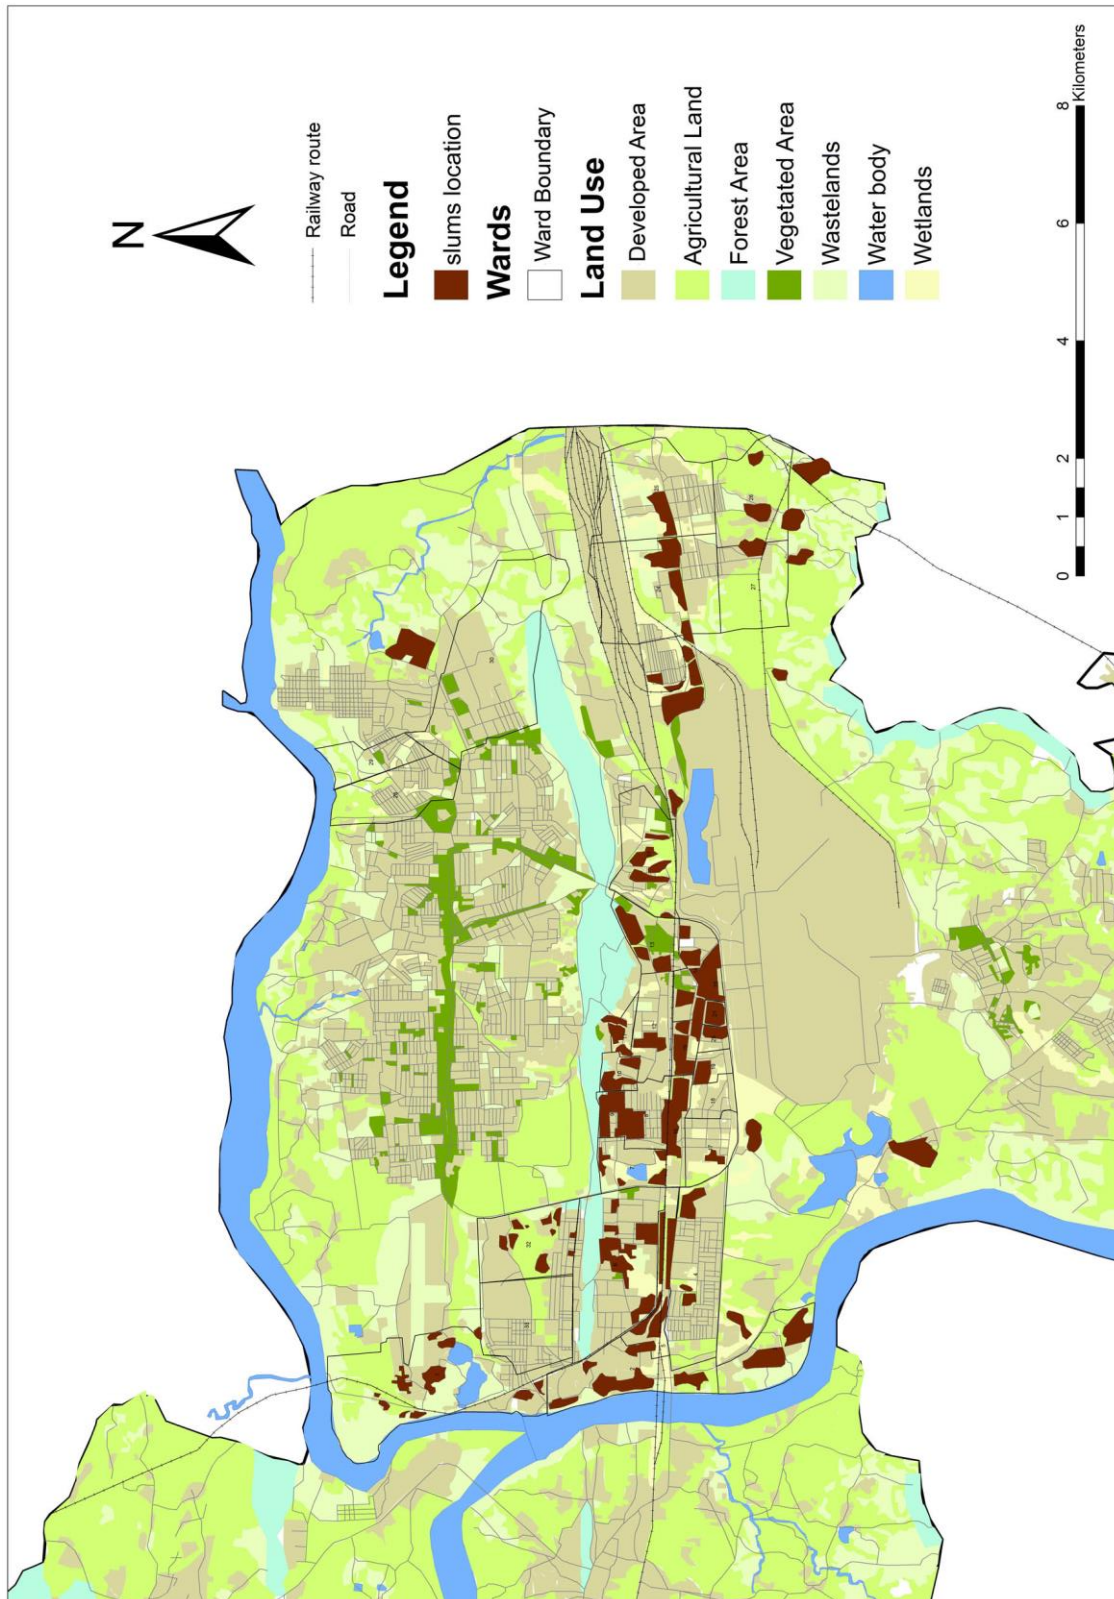 N
Railway route
Road
Legend
slums location
Wards
Ward Boundary
Land Use
Developed Area
Agricultural Land
Forest Area
Vegetated Area
Wastelands
Water body
Wetlands
0 1 2 4 6 8
Kilometers